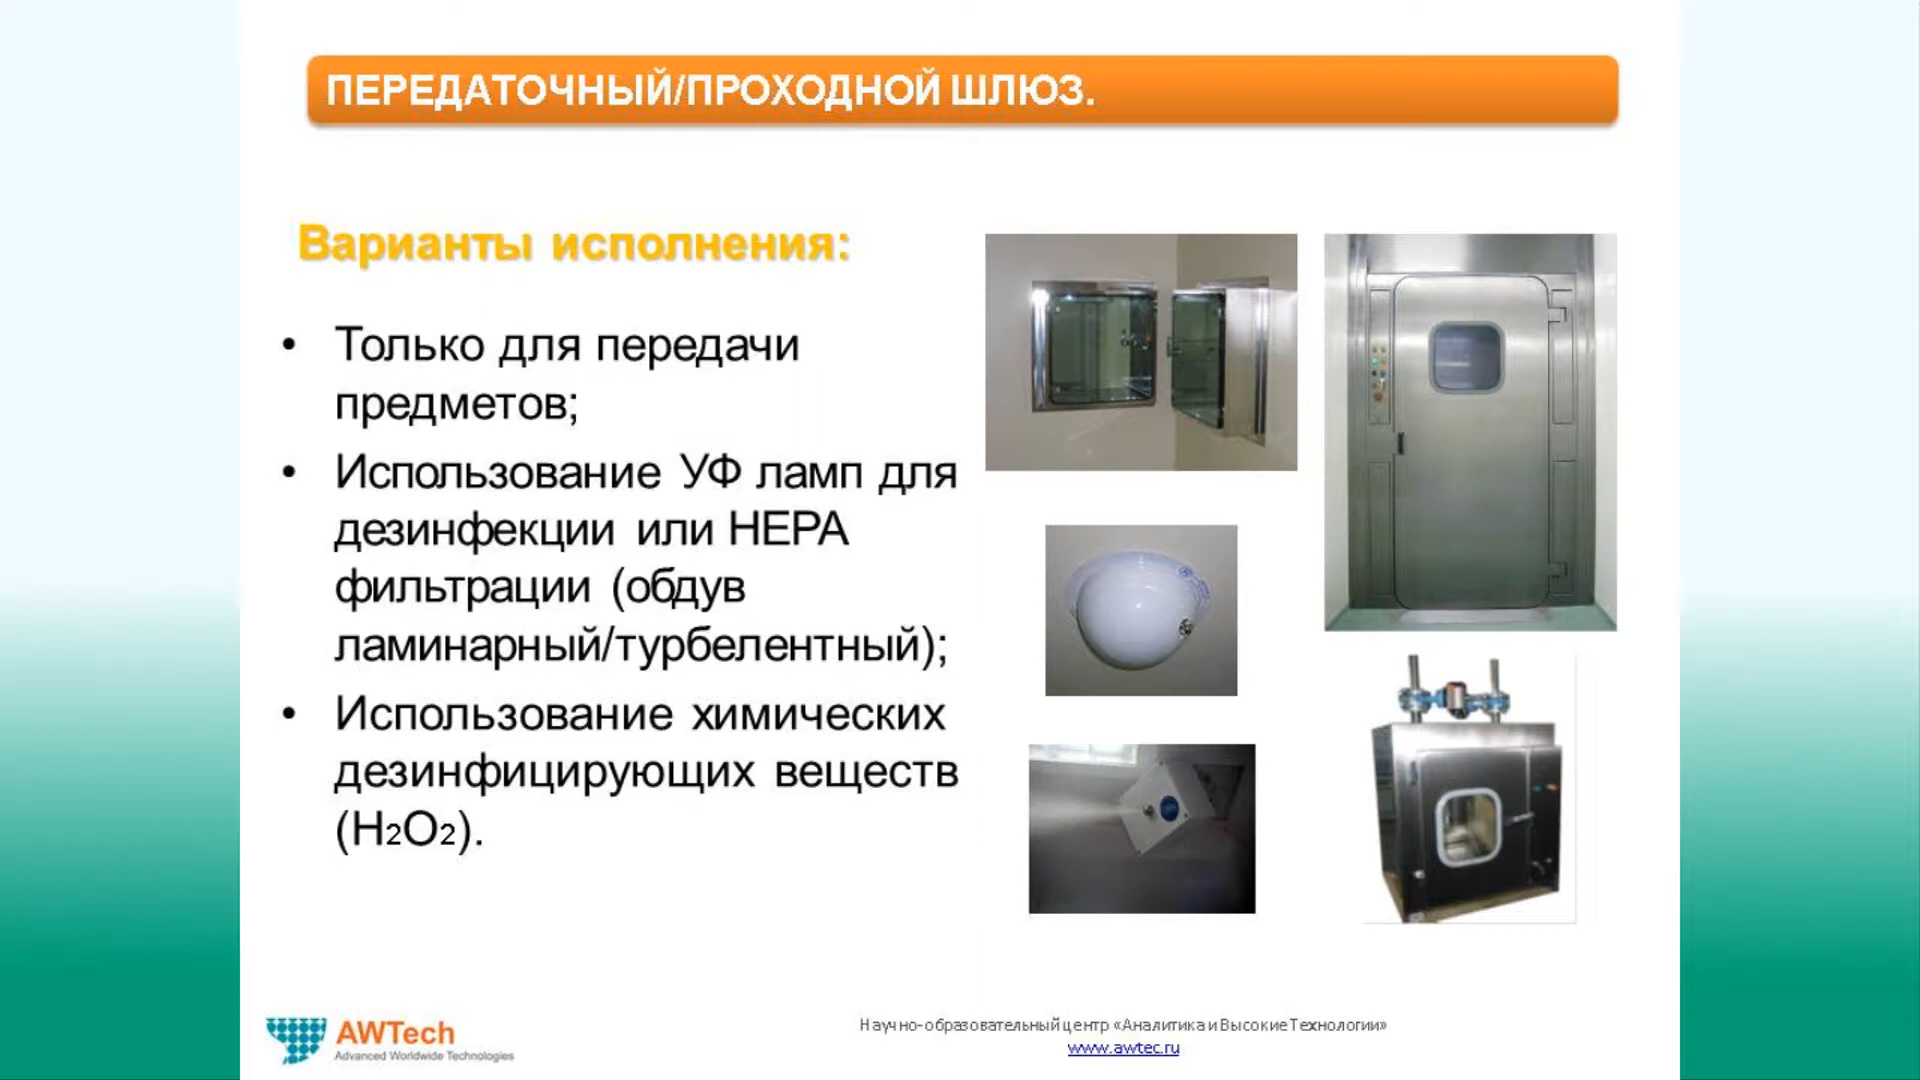 ПЕРЕДАТОЧНЫЙ/ПРОХОДНОЙ ШЛЮЗ.
Варианты исполнения:
• Только для передачи
предметов;
• Использование УФ ламп для
дезинфекции или HEPA
фильтрации (обдув
ламинарный/турбелентный);
• Использование химических
дезинфицирующих веществ
(H2O2).
AWTech
Advanced Worldwide Technologies
Научно-образовательный центр «Аналитика и Высокие Технологии»
www.awtec.ru